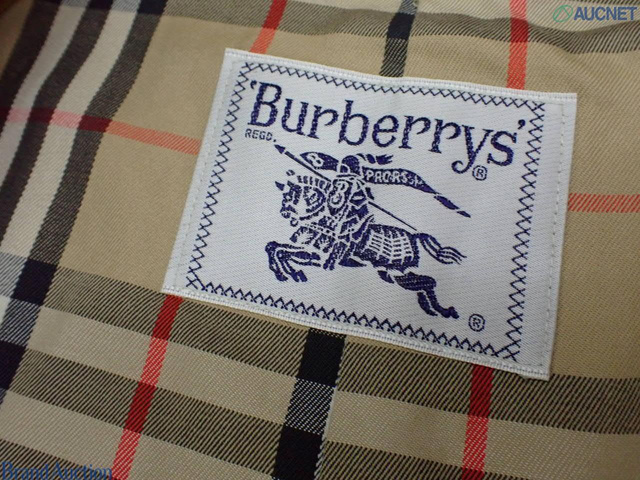 AUCNET
'Burberrys'
REGD.
®
PRORSUM
®
Brand Auction